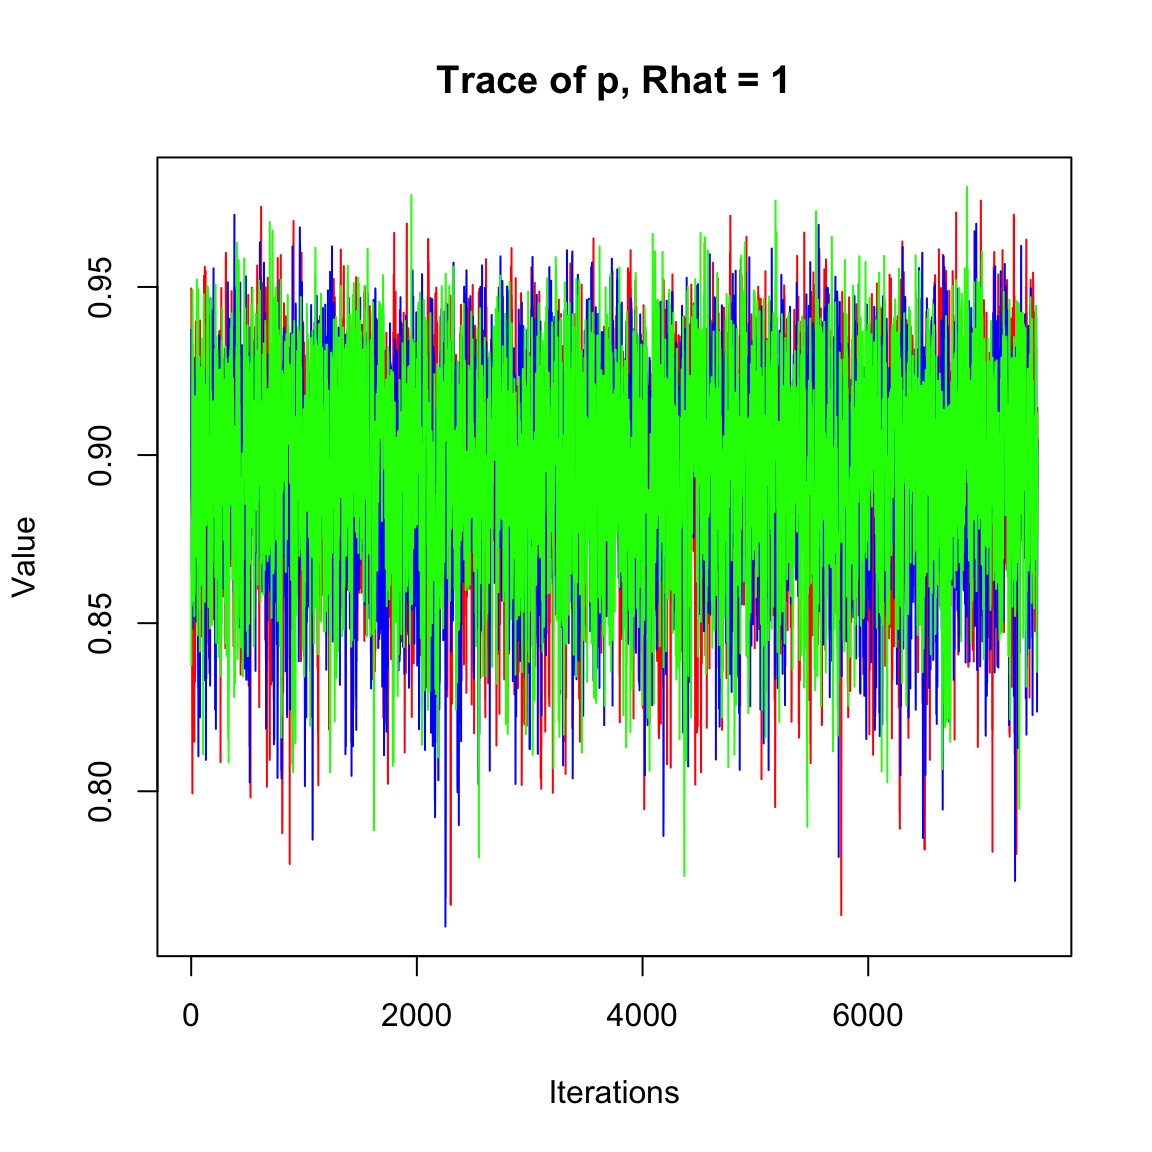 Trace of p, Rhat = 1
Value
0.95
0.90
0.85
0.80
0 2000 4000 6000
Iterations